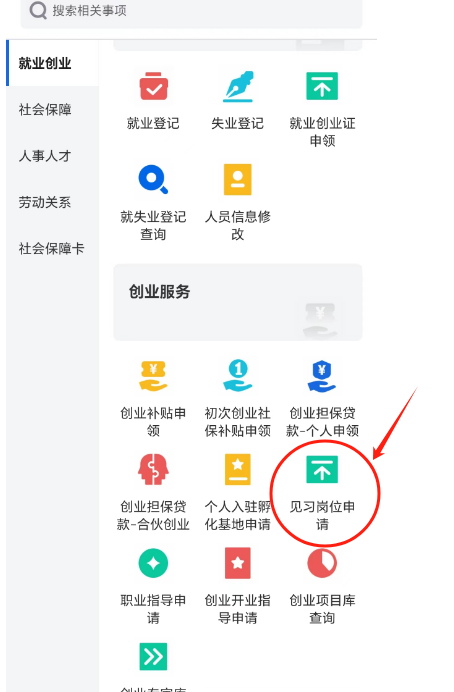 搜索相关事项
就业创业
社会保障
人事人才
劳动关系
社会保障卡
就业登记
失业登记
就业创业证
申领
就失业登记
查询
人员信息修
改
创业服务
创业补贴申
领
初次创业社
保补贴申领
创业担保贷
款-个人申领
创业担保贷
款-合伙创业
个人入驻孵
化基地申请
见习岗位申
请
职业指导申
请
创业开业指
导申请
创业项目库
查询